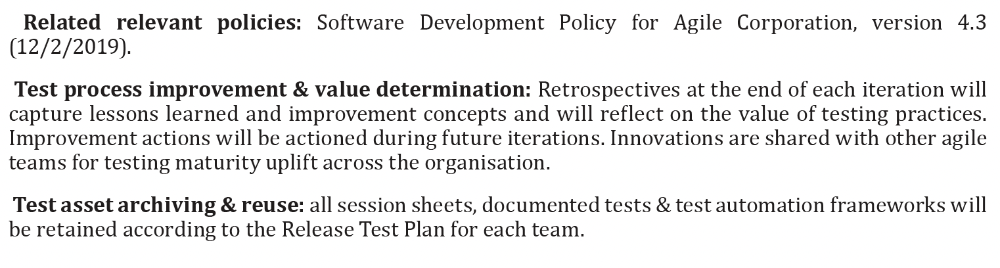 Related relevant policies: Software Development Policy for Agile Corporation, version 4.3
(12/2/2019).
Test process improvement & value determination: Retrospectives at the end of each iteration will
capture lessons learned and improvement concepts and will reflect on the value of testing practices.
Improvement actions will be actioned during future iterations. Innovations are shared with other agile
teams for testing maturity uplift across the organisation.
Test asset archiving & reuse: all session sheets, documented tests & test automation frameworks will
be retained according to the Release Test Plan for each team.